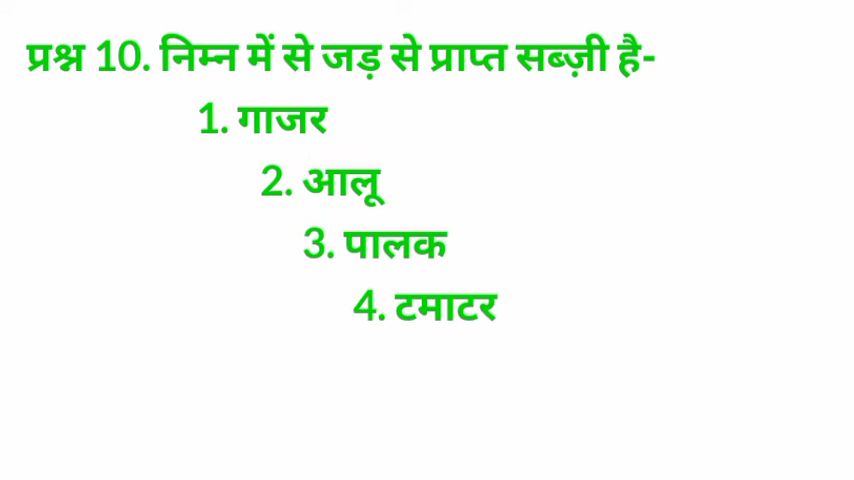 प्रश्न 10. निम्न में से जड़ से प्राप्त सब्ज़ी है-
1. गाजर
2. आलू
3. पालक
4. टमाटर